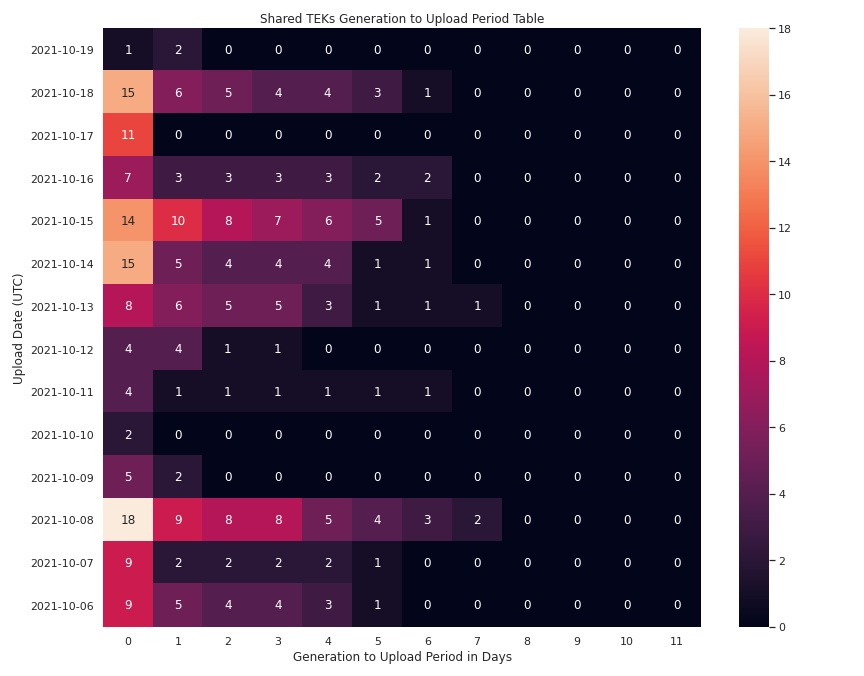 Shared TEKs Generation to Upload Period Table
Upload Date (UTC)
2021-10-19 1 2 0 0 0 0 0 0 0 0 0 0
2021-10-18 15 6 5 4 4 3 1 0 0 0 0 0
2021-10-17 11 0 0 0 0 0 0 0 0 0 0 0
2021-10-16 7 3 3 3 3 2 2 0 0 0 0 0
2021-10-15 14 10 8 7 6 5 1 0 0 0 0 0
2021-10-14 15 5 4 4 4 1 1 0 0 0 0 0
2021-10-13 8 6 5 5 3 1 1 1 0 0 0 0
2021-10-12 4 4 1 1 0 0 0 0 0 0 0 0
2021-10-11 4 1 1 1 1 1 1 0 0 0 0 0
2021-10-10 2 0 0 0 0 0 0 0 0 0 0 0
2021-10-09 5 2 0 0 0 0 0 0 0 0 0 0
2021-10-08 18 9 8 8 5 4 3 2 0 0 0 0
2021-10-07 9 2 2 2 2 1 0 0 0 0 0 0
2021-10-06 9 5 4 4 3 1 0 0 0 0 0 0
0 1 2 3 4 5 6 7 8 9 10 11
Generation to Upload Period in Days
18
16
14
12
10
8
6
4
2
0